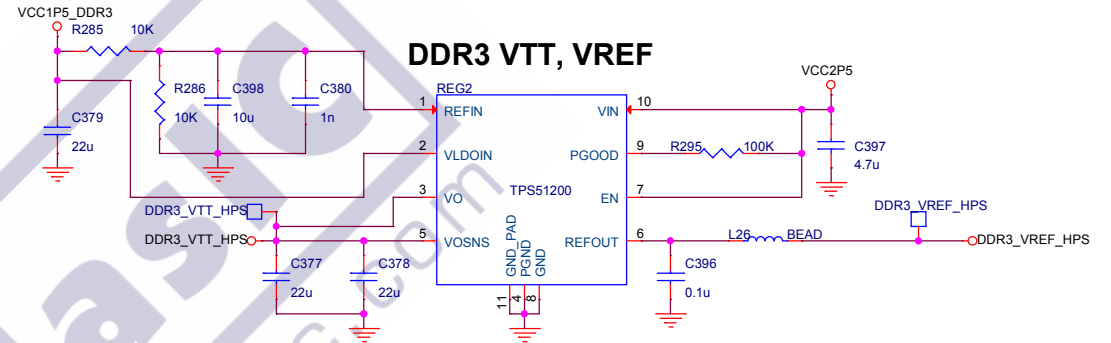 VCC1P5_DDR3
R285 10K
DDR3 VTT, VREF
VCC2P5
R286
10K
C398
10u
C380
1n
C379
22u
REG2
1 REFIN
VIN 10
2 VLDOIN
PGOOD 9
R295 100K
C397
4.7u
3 VO
TPS51200
EN 7
DDR3_VTT_HPS
DDR3_VREF_HPS
DDR3_VTT_HPS
5 VOSNS
REFOUT 6
L26 BEAD
DDR3_VREF_HPS
GND_PAD
PGND
GND
C377
22u
C378
22u
C396
0.1u
11
4
8
asic
.com